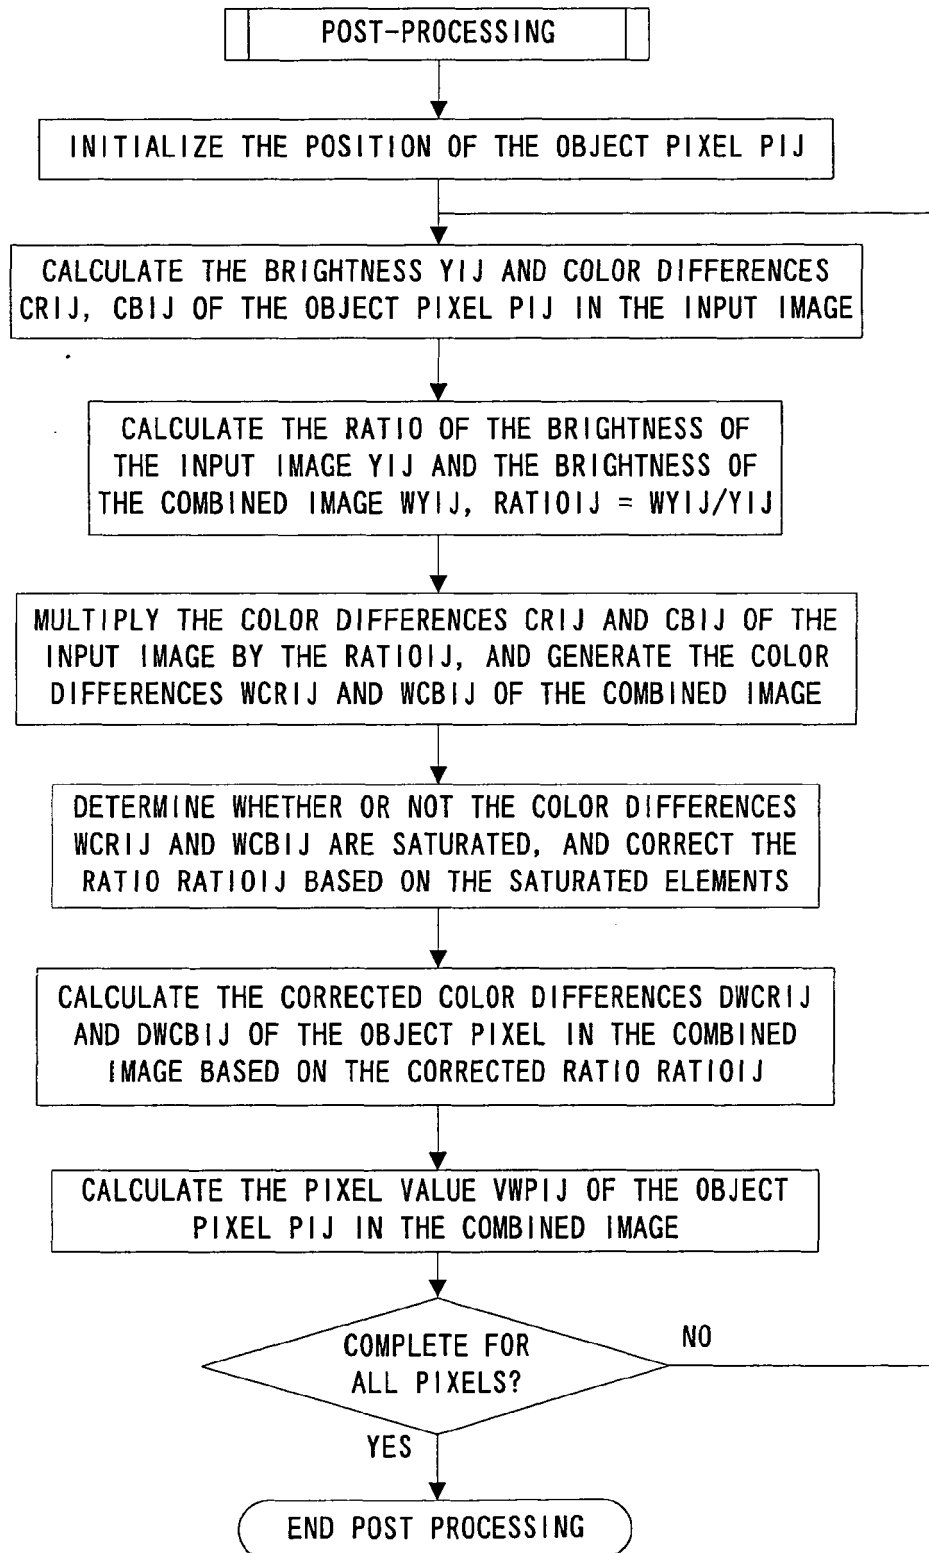 POST-PROCESSING
INITIALIZE THE POSITION OF THE OBJECT PIXEL PIJ
CALCULATE THE BRIGHTNESS YIJ AND COLOR DIFFERENCES
CRIJ, CBIJ OF THE OBJECT PIXEL PIJ IN THE INPUT IMAGE
CALCULATE THE RATIO OF THE BRIGHTNESS OF
THE INPUT IMAGE YIJ AND THE BRIGHTNESS OF
THE COMBINED IMAGE WYIJ, RATIOIJ = WYIJ/YIJ
MULTIPLY THE COLOR DIFFERENCES CRIJ AND CBIJ OF THE
INPUT IMAGE BY THE RATIOIJ, AND GENERATE THE COLOR
DIFFERENCES WCRIJ AND WCBIJ OF THE COMBINED IMAGE
DETERMINE WHETHER OR NOT THE COLOR DIFFERENCES
WCRIJ AND WCBIJ ARE SATURATED, AND CORRECT THE
RATIO RATIOIJ BASED ON THE SATURATED ELEMENTS
CALCULATE THE CORRECTED COLOR DIFFERENCES DWCRIJ
AND DWCBIJ OF THE OBJECT PIXEL IN THE COMBINED
IMAGE BASED ON THE CORRECTED RATIO RATIOIJ
CALCULATE THE PIXEL VALUE VWPIJ OF THE OBJECT
PIXEL PIJ IN THE COMBINED IMAGE
COMPLETE FOR
ALL PIXELS?
NO
YES
END POST PROCESSING